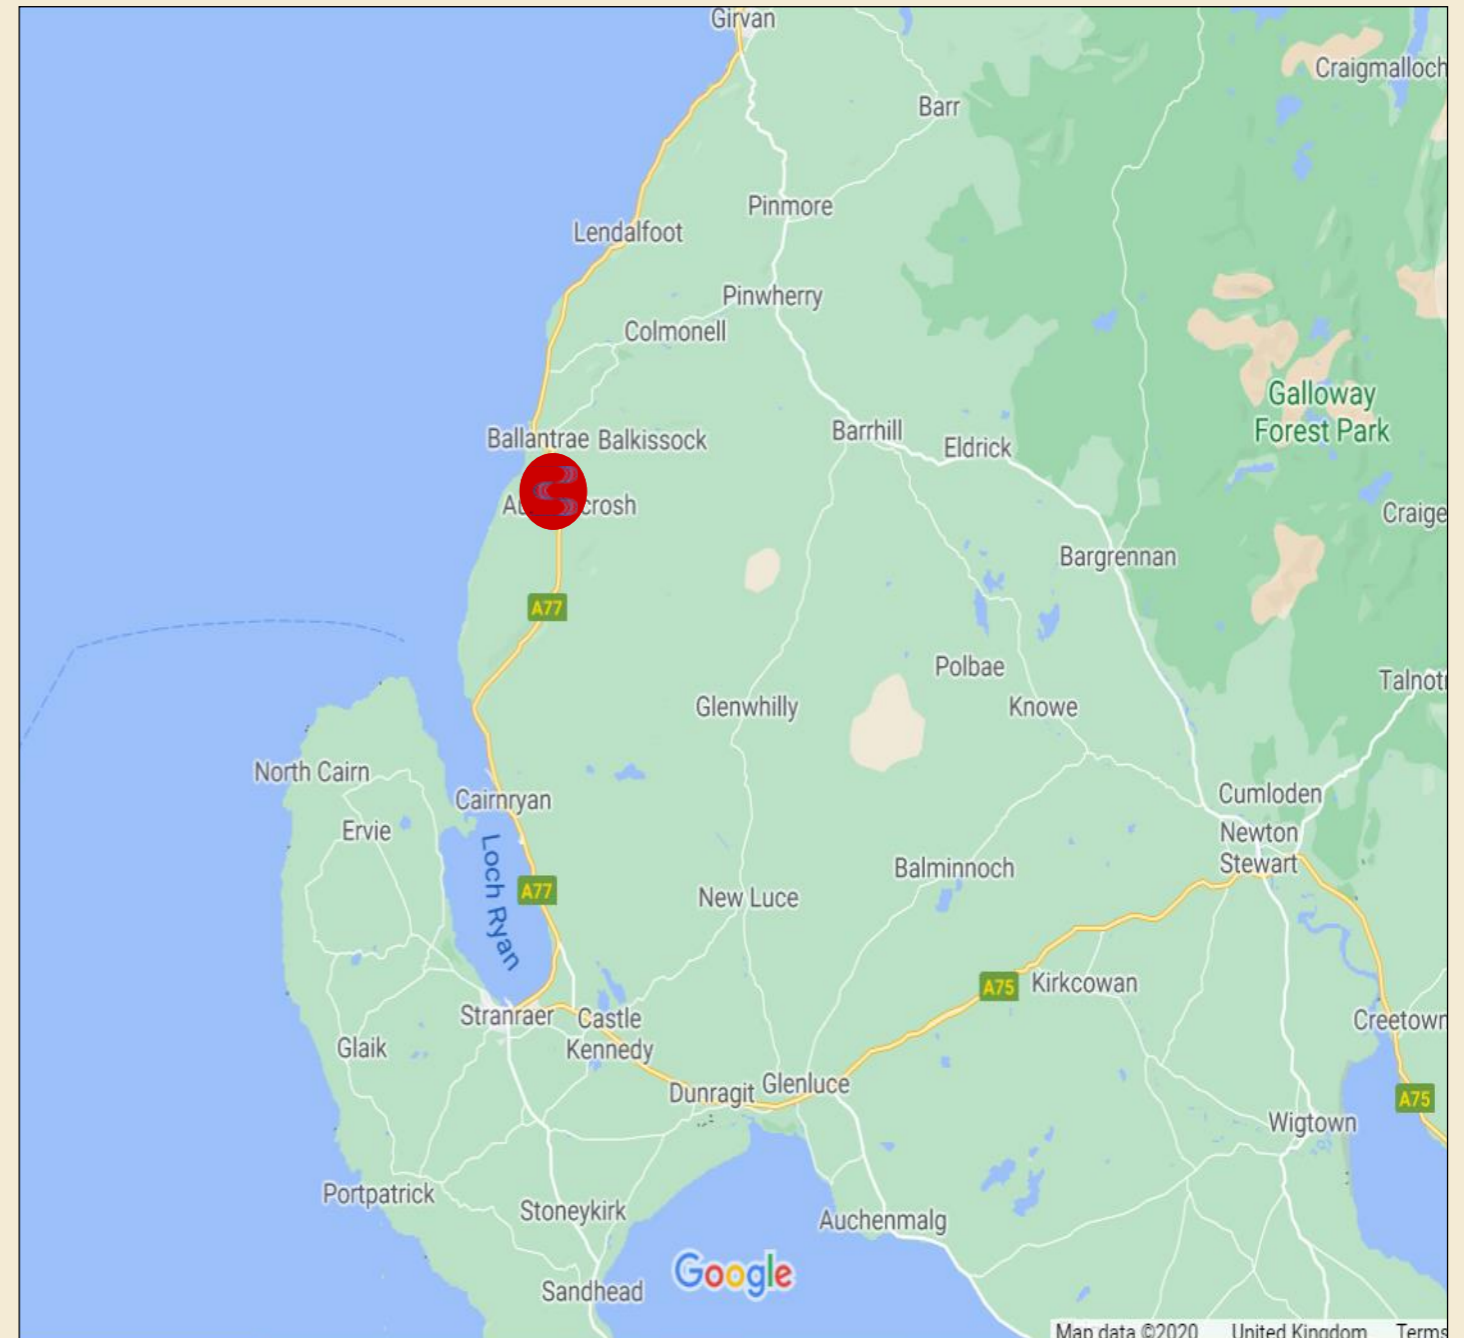 Girvan
Craigmalloch
Barr
Pinmore
Lendalfoot
Pinwherry
Colmonell
Galloway
Forest Park
Ballantrae
Balkissock
Barrhill
Eldrick
crosh
Craige
Bargrennan
A77
Polbae
Talnot
Glenwhilly
Knowe
North Cairn
Cairnryan
Cumloden
Ervie
Newton
Stewart
Loch Ryan
Balminnoch
A77
New Luce
A75
Kirkcowan
Stranraer
Castle
Kennedy
Creetown
Glaik
Dunragit
Glenluce
A75
Wigtown
Portpatrick
Stoneykirk
Auchenmalg
Google
Sandhead
Map data ©2020
United Kingdom
Terms